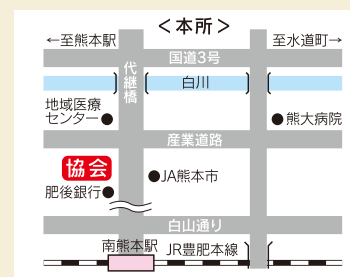 ＜本所＞
←至熊本駅
至水道町→
国道3号
代継橋
白川
地域医療
センター●
●熊大病院
産業道路
協会
●JA熊本市
肥後銀行●
白山通り
南熊本駅
JR豊肥本線